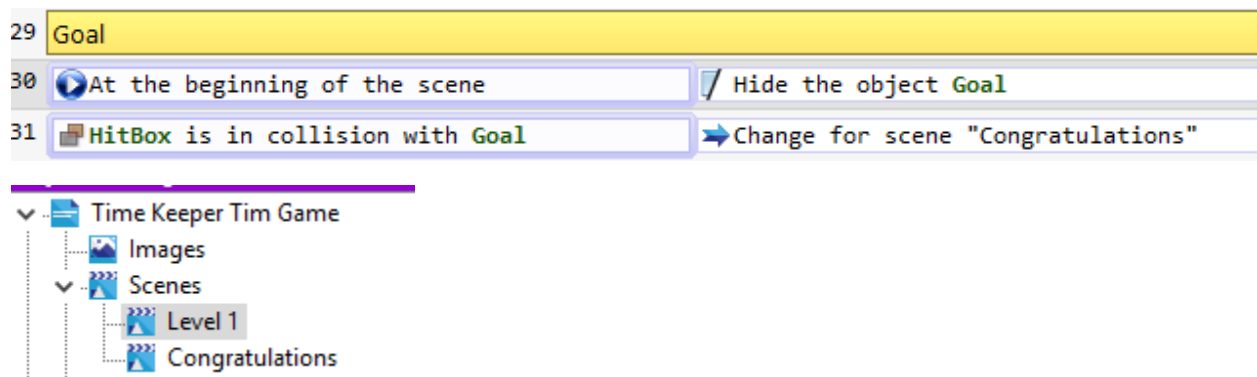 29 Goal
30 At the beginning of the scene Hide the object Goal
31 HitBox is in collision with Goal Change for scene "Congratulations"
Time Keeper Tim Game
Images
Scenes
Level 1
Congratulations